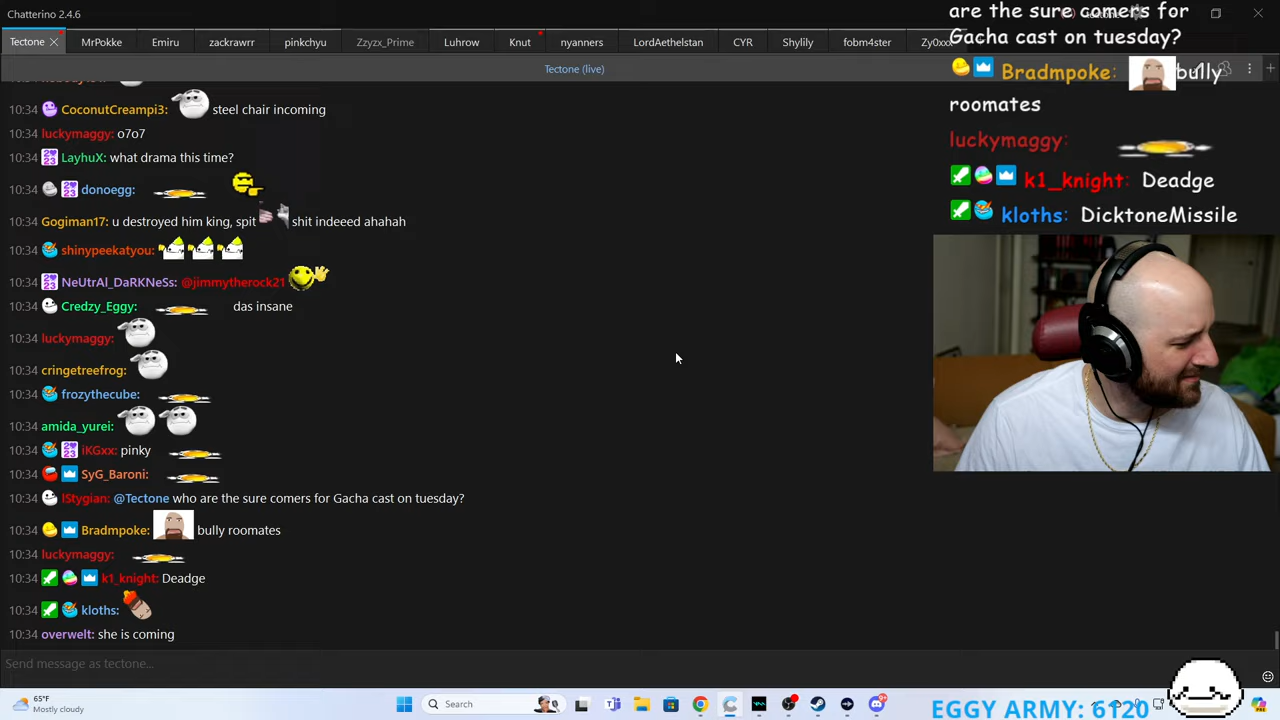 Chatterino 2.4.6
Tectone
MrPokke
Emiru
zackrawrr
pinkchyu
Zzyzx_Prime
Luhrow
Knut
nyanners
LordAethelstan
CYR
Shylily
fobm4ster
Tectone (live)
10:34 CoconutCreampi3: steel chair incoming
10:34 luckymaggy: o7o7
10:34 LayhuX: what drama this time?
10:34 donoegg:
10:34 Gogiman17: u destroyed him king, spit shit indeeed ahahah
10:34 shinypeekatyou:
10:34 NeUtrAl_DaRKNeSs: @jimmytherock21
10:34 Credzy_Eggy: das insane
10:34 luckymaggy:
10:34 cringetreefrog:
10:34 frozythecube:
10:34 amida_yurei:
10:34 iKGxx: pinky
10:34 SyG_Baroni:
10:34 lStygian: @Tectone who are the sure comers for Gacha cast on tuesday?
10:34 Bradmpoke: bully roomates
10:34 luckymaggy:
10:34 k1_knight: Deadge
10:34 kloths:
10:34 overwelt: she is coming
Send message as tectone...
are the sure comers for
Gacha cast on tuesday?
Bradmpoke: bully
roomates
luckymaggy:
k1_knight: Deadge
kloths: DicktoneMissile
65°F
Mostly cloudy
Search
EGGY ARMY: 6120